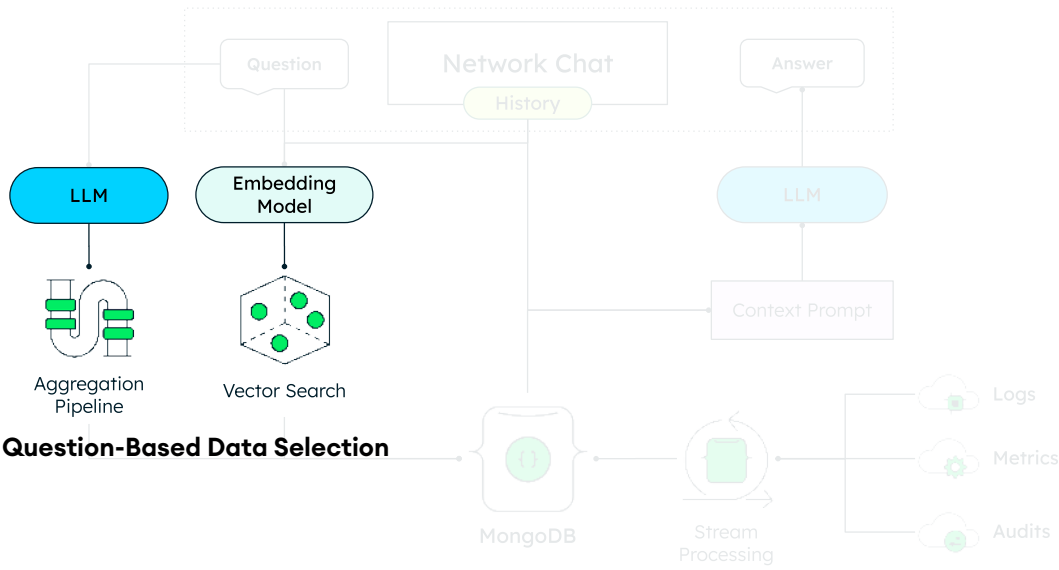 Question
Network Chat
History
Answer
LLM
Embedding
Model
LLM
Context Prompt
Aggregation
Pipeline
Vector Search
Question-Based Data Selection
MongoDB
Stream
Processing
Logs
Metrics
Audits